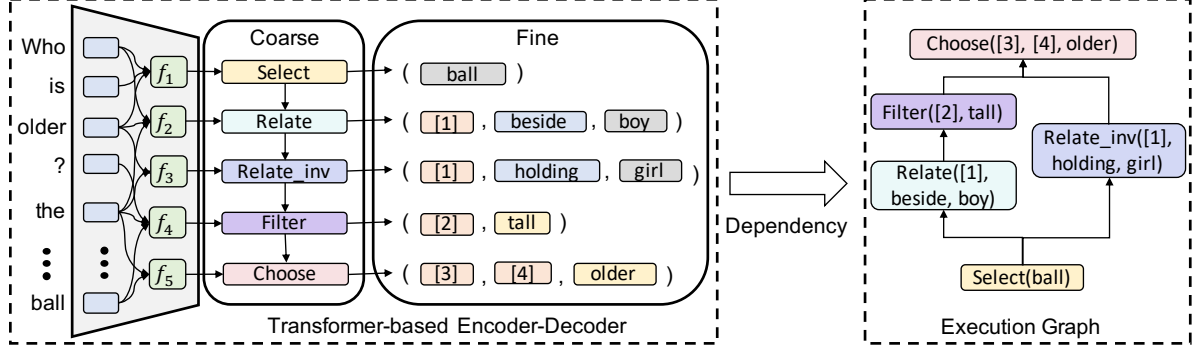 Who
is
older
?
the
ball
f1
f2
f3
f4
f5
Coarse
Select
Relate
Relate_inv
Filter
Choose
Fine
( ball )
( [1] , beside , boy )
( [1] , holding , girl )
( [2] , tall )
( [3] , [4] , older )
Transformer-based Encoder-Decoder
Dependency
Choose([3], [4], older)
Filter([2], tall)
Relate([1],
beside, boy)
Relate_inv([1],
holding, girl)
Select(ball)
Execution Graph